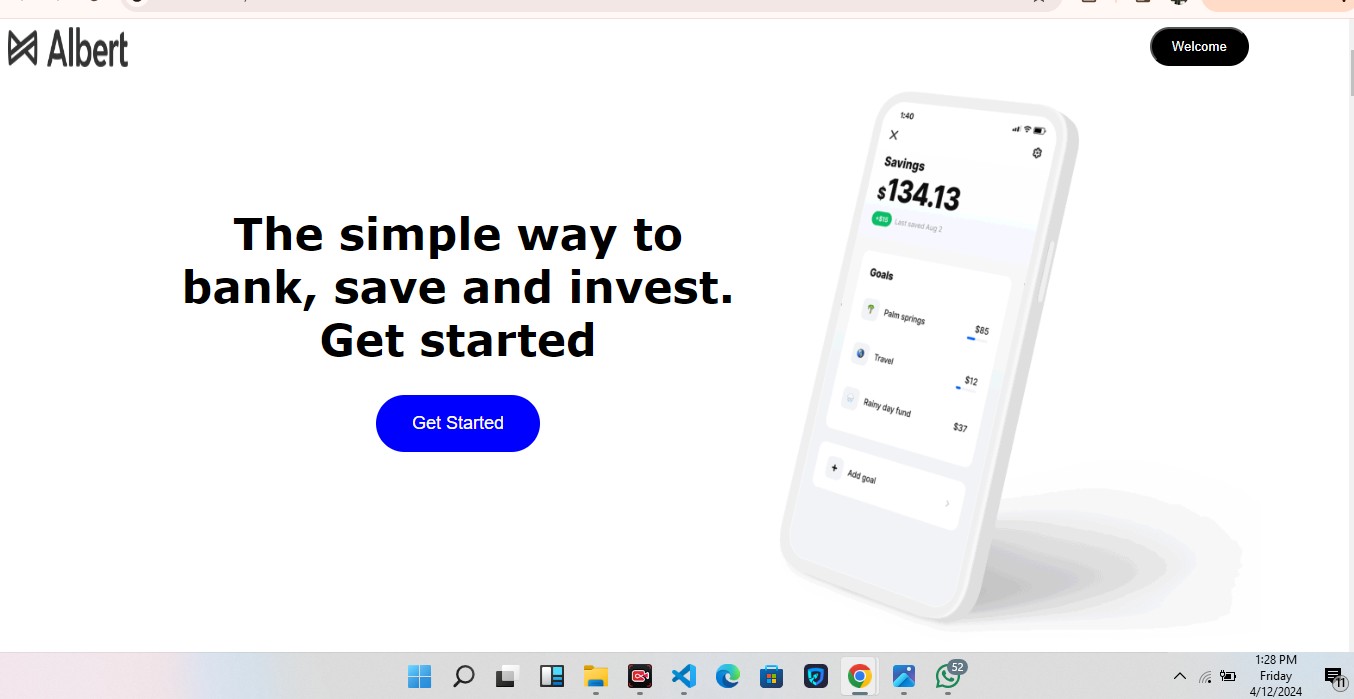 Albert
Welcome
1:40
Savings
$134.13
+$15 Last saved Aug 2
The simple way to
bank, save and invest.
Get started
Get Started
Goals
Palm springs $85
Travel $12
Rainy day fund $37
Add goal
52
1:28 PM
Friday
4/12/2024
11